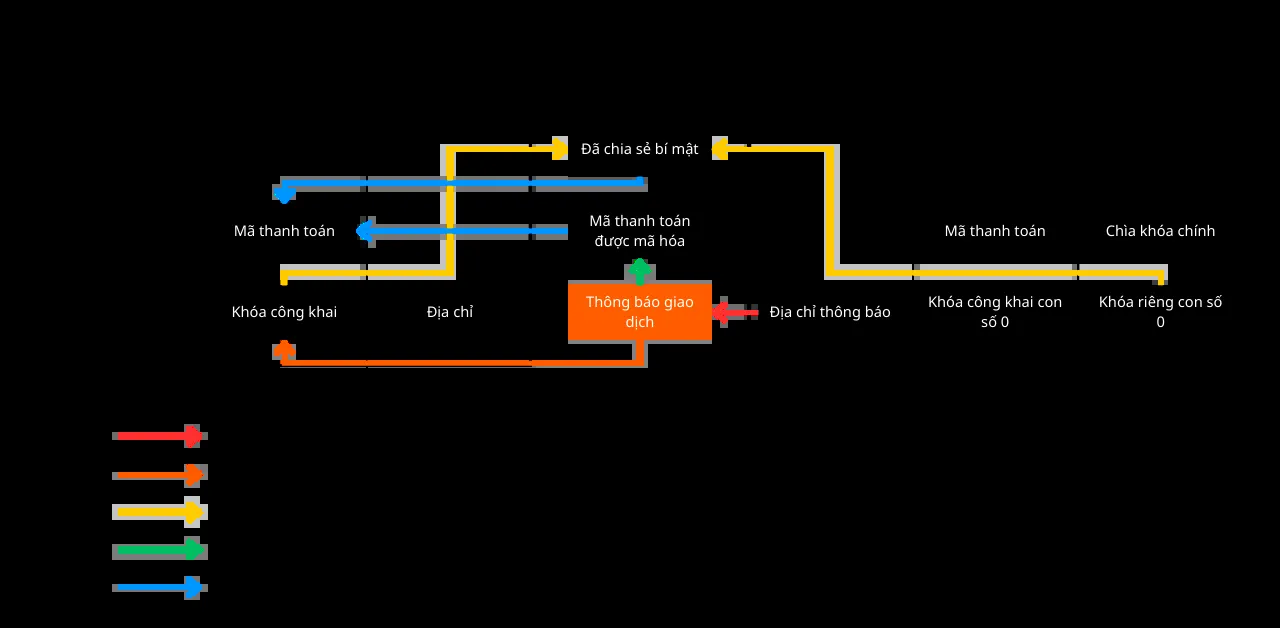 Đã chia sẻ bí mật
Mã thanh toán
Mã thanh toán
được mã hóa
Mã thanh toán
Chìa khóa chính
Khóa công khai
Địa chỉ
Thông báo giao
dịch
Địa chỉ thông báo
Khóa công khai con
số 0
Khóa riêng con số
0